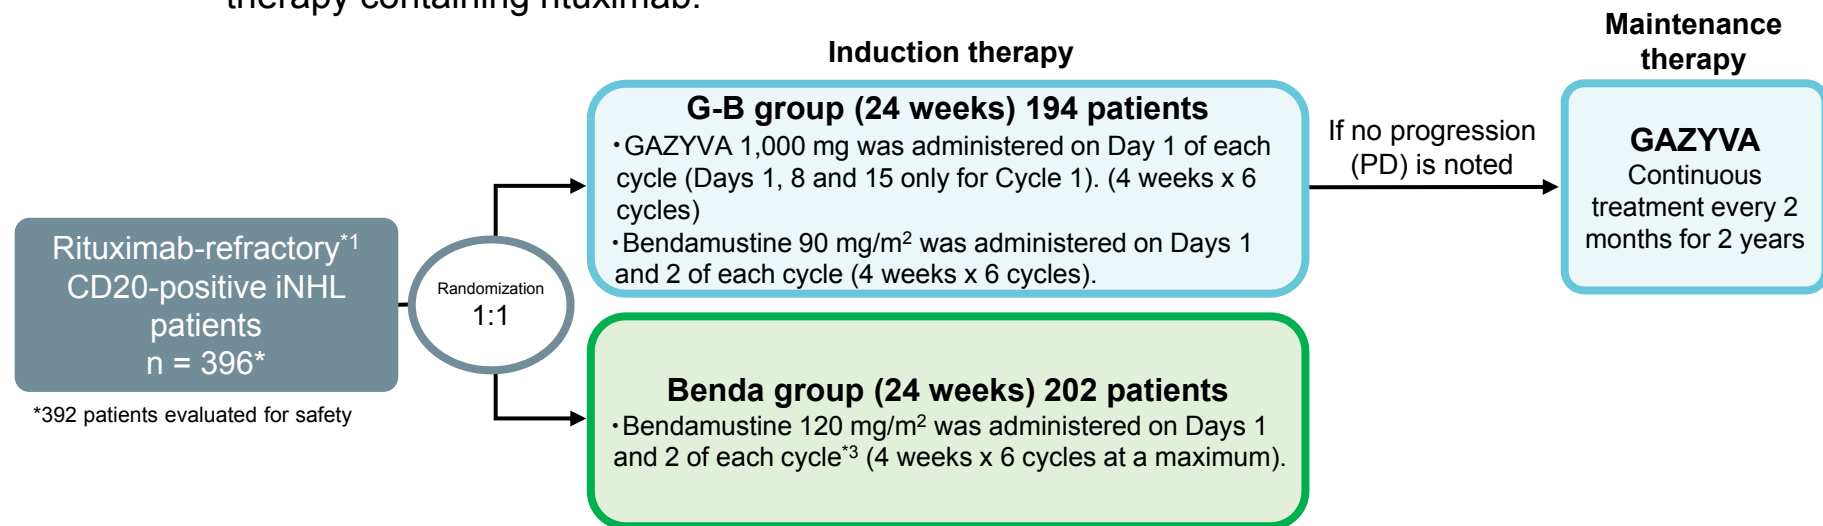 therapy containing rituximab.
Induction therapy
Maintenance
therapy
Rituximab-refractory*1
CD20-positive iNHL
patients
n = 396*
*392 patients evaluated for safety
Randomization
1:1
G-B group (24 weeks) 194 patients
・GAZYVA 1,000 mg was administered on Day 1 of each
cycle (Days 1, 8 and 15 only for Cycle 1). (4 weeks x 6
cycles)
・Bendamustine 90 mg/m2 was administered on Days 1
and 2 of each cycle (4 weeks x 6 cycles).
If no progression
(PD) is noted
GAZYVA
Continuous
treatment every 2
months for 2 years
Benda group (24 weeks) 202 patients
・Bendamustine 120 mg/m2 was administered on Days 1
and 2 of each cycle*3 (4 weeks x 6 cycles at a maximum).